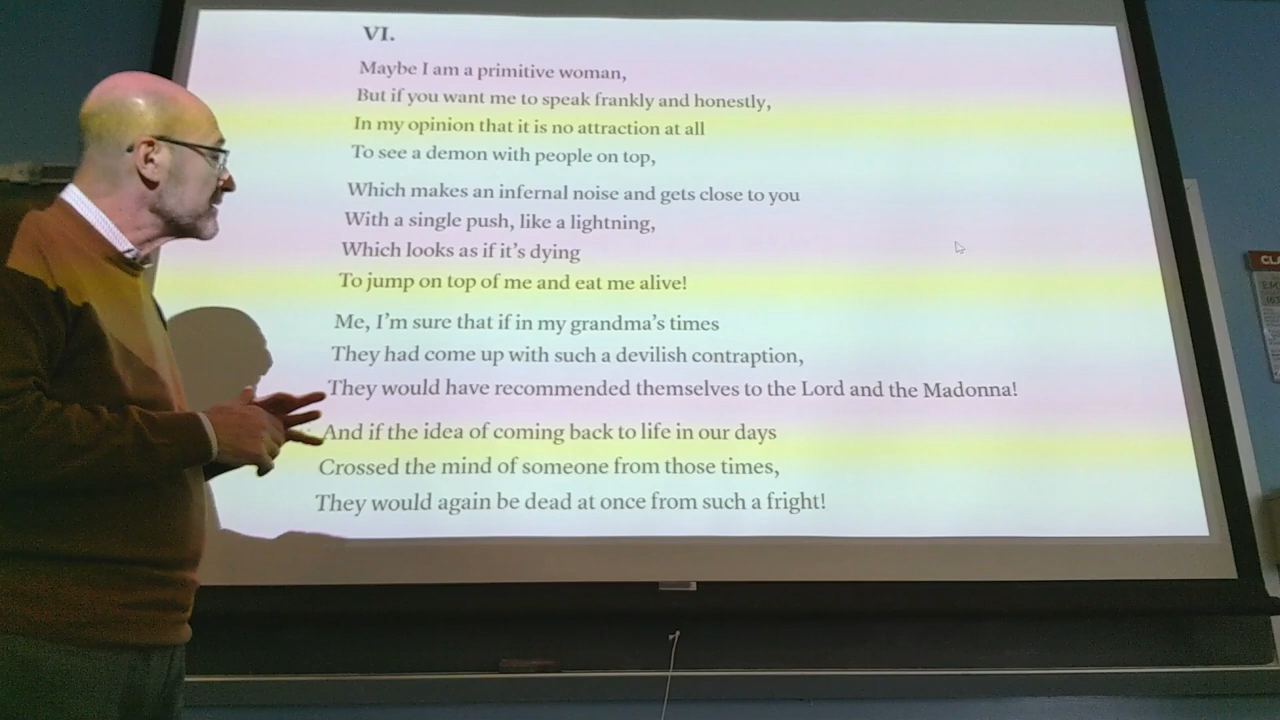 VI.
Maybe I am a primitive woman,
But if you want me to speak frankly and honestly,
In my opinion that it is no attraction at all
To see a demon with people on top,
Which makes an infernal noise and gets close to you
With a single push, like a lightning,
Which looks as if it's dying
To jump on top of me and eat me alive!
Me, I'm sure that if in my grandma's times
They had come up with such a devilish contraption,
They would have recommended themselves to the Lord and the Madonna!
And if the idea of coming back to life in our days
Crossed the mind of someone from those times,
They would again be dead at once from such a fright!